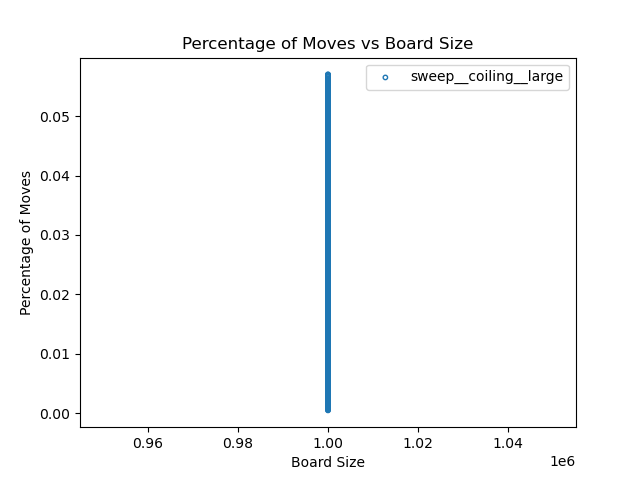 Percentage of Moves vs Board Size
sweep__coiling__large
0.05
0.04
0.03
0.02
0.01
0.00
Percentage of Moves
0.96 0.98 1.00 1.02 1.04
1e6
Board Size